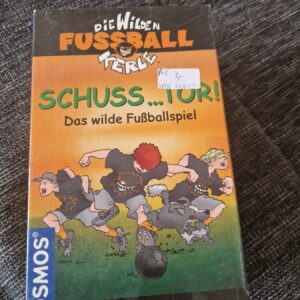 DIE WILDEN
FUSSBALL
KERLE
SCHUSS...TOR!
Das wilde Fußballspiel
KOSMOS